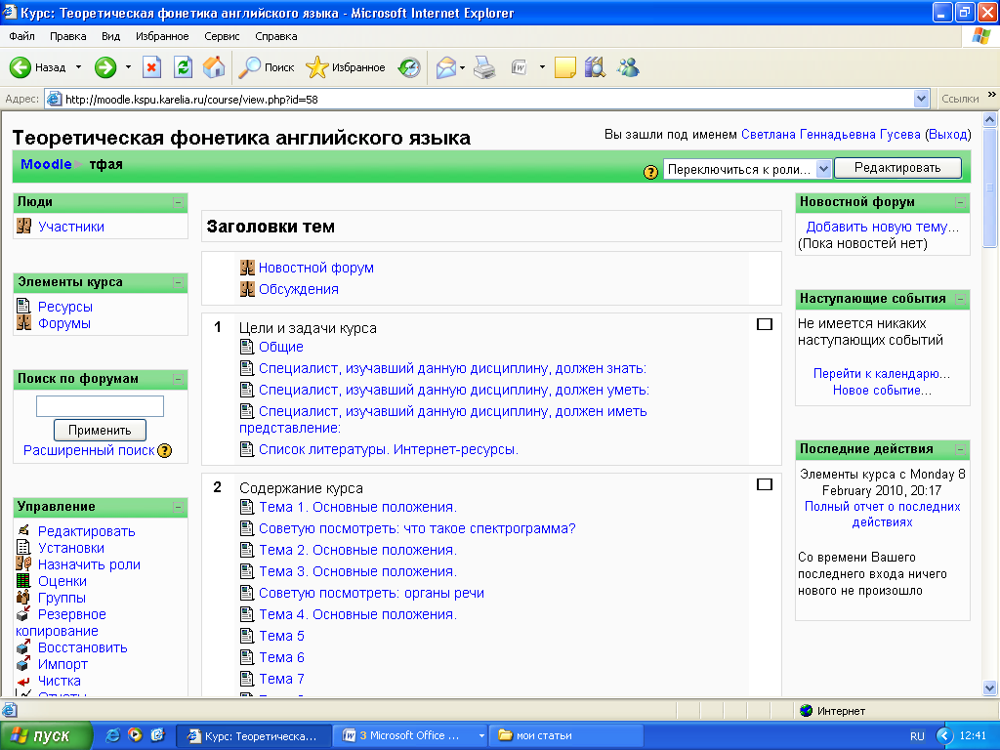 Курс: Теоретическая фонетика английского языка - Microsoft Internet Explorer
Файл Правка Вид Избранное Сервис Справка
Назад Поиск Избранное
Адрес: http://moodle.kspu.karelia.ru/course/view.php?id=58 Ссылки »
Теоретическая фонетика английского языка
Вы зашли под именем Светлана Геннадьевна Гусева (Выход)
Moodle ► тфая
? Переключиться к роли... Редактировать
Люди
Участники
Элементы курса
Ресурсы
Форумы
Поиск по форумам
Применить
Расширенный поиск ?
Управление
Редактировать
Установки
Назначить роли
Оценки
Группы
Резервное
копирование
Восстановить
Импорт
Чистка
Отчеты
Заголовки тем
Новостной форум
Обсуждения
1 Цели и задачи курса
Общие
Специалист, изучавший данную дисциплину, должен знать:
Специалист, изучавший данную дисциплину, должен уметь:
Специалист, изучавший данную дисциплину, должен иметь
представление:
Список литературы. Интернет-ресурсы.
2 Содержание курса
Тема 1. Основные положения.
Советую посмотреть: что такое спектрограмма?
Тема 2. Основные положения.
Тема 3. Основные положения.
Советую посмотреть: органы речи
Тема 4. Основные положения.
Тема 5
Тема 6
Тема 7
Новостной форум
Добавить новую тему...
(Пока новостей нет)
Наступающие события
Не имеется никаких
наступающих событий
Перейти к календарю...
Новое событие...
Последние действия
Элементы курса с Monday 8
February 2010, 20:17
Полный отчет о последних
действиях
Со времени Вашего
последнего входа ничего
нового не произошло
Интернет
пуск Курс: Теоретическа... 3 Microsoft Office ... мои статьи RU 12:41